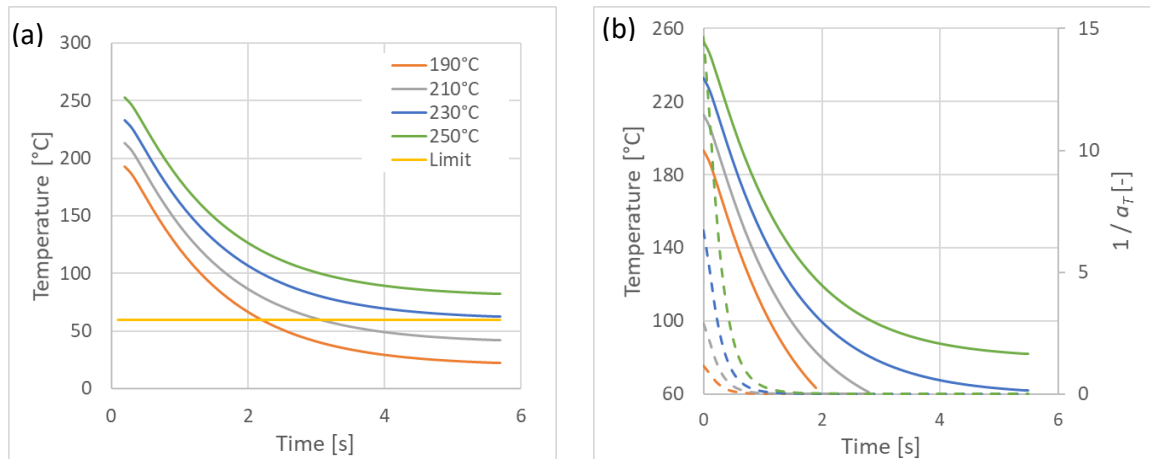 (a)
300
250
200
150
100
50
0
Temperature [°C]
190°C
210°C
230°C
250°C
Limit
0
2
4
6
Time [s]
(b)
260
220
180
140
100
60
Temperature [°C]
15
10
5
0
1 / a_T [-]
0
2
4
6
Time [s]